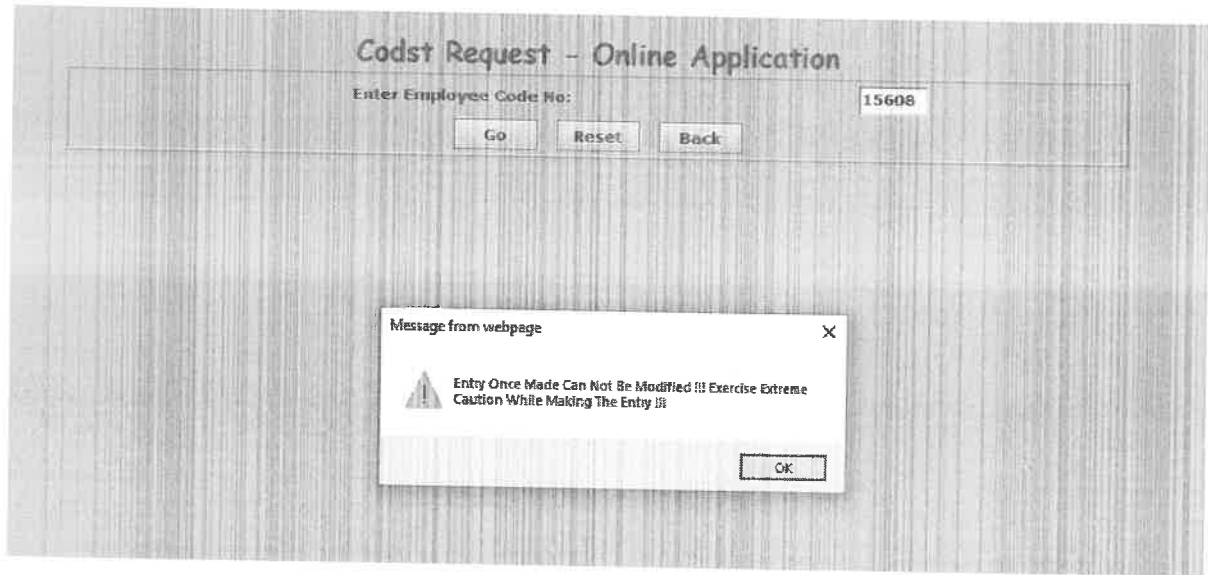 Codst Request - Online Application
Enter Employee Code No:
15608
Go
Reset
Back
Message from webpage
Entry Once Made Can Not Be Modified !!! Exercise Extreme
Caution While Making The Entry !!!
OK